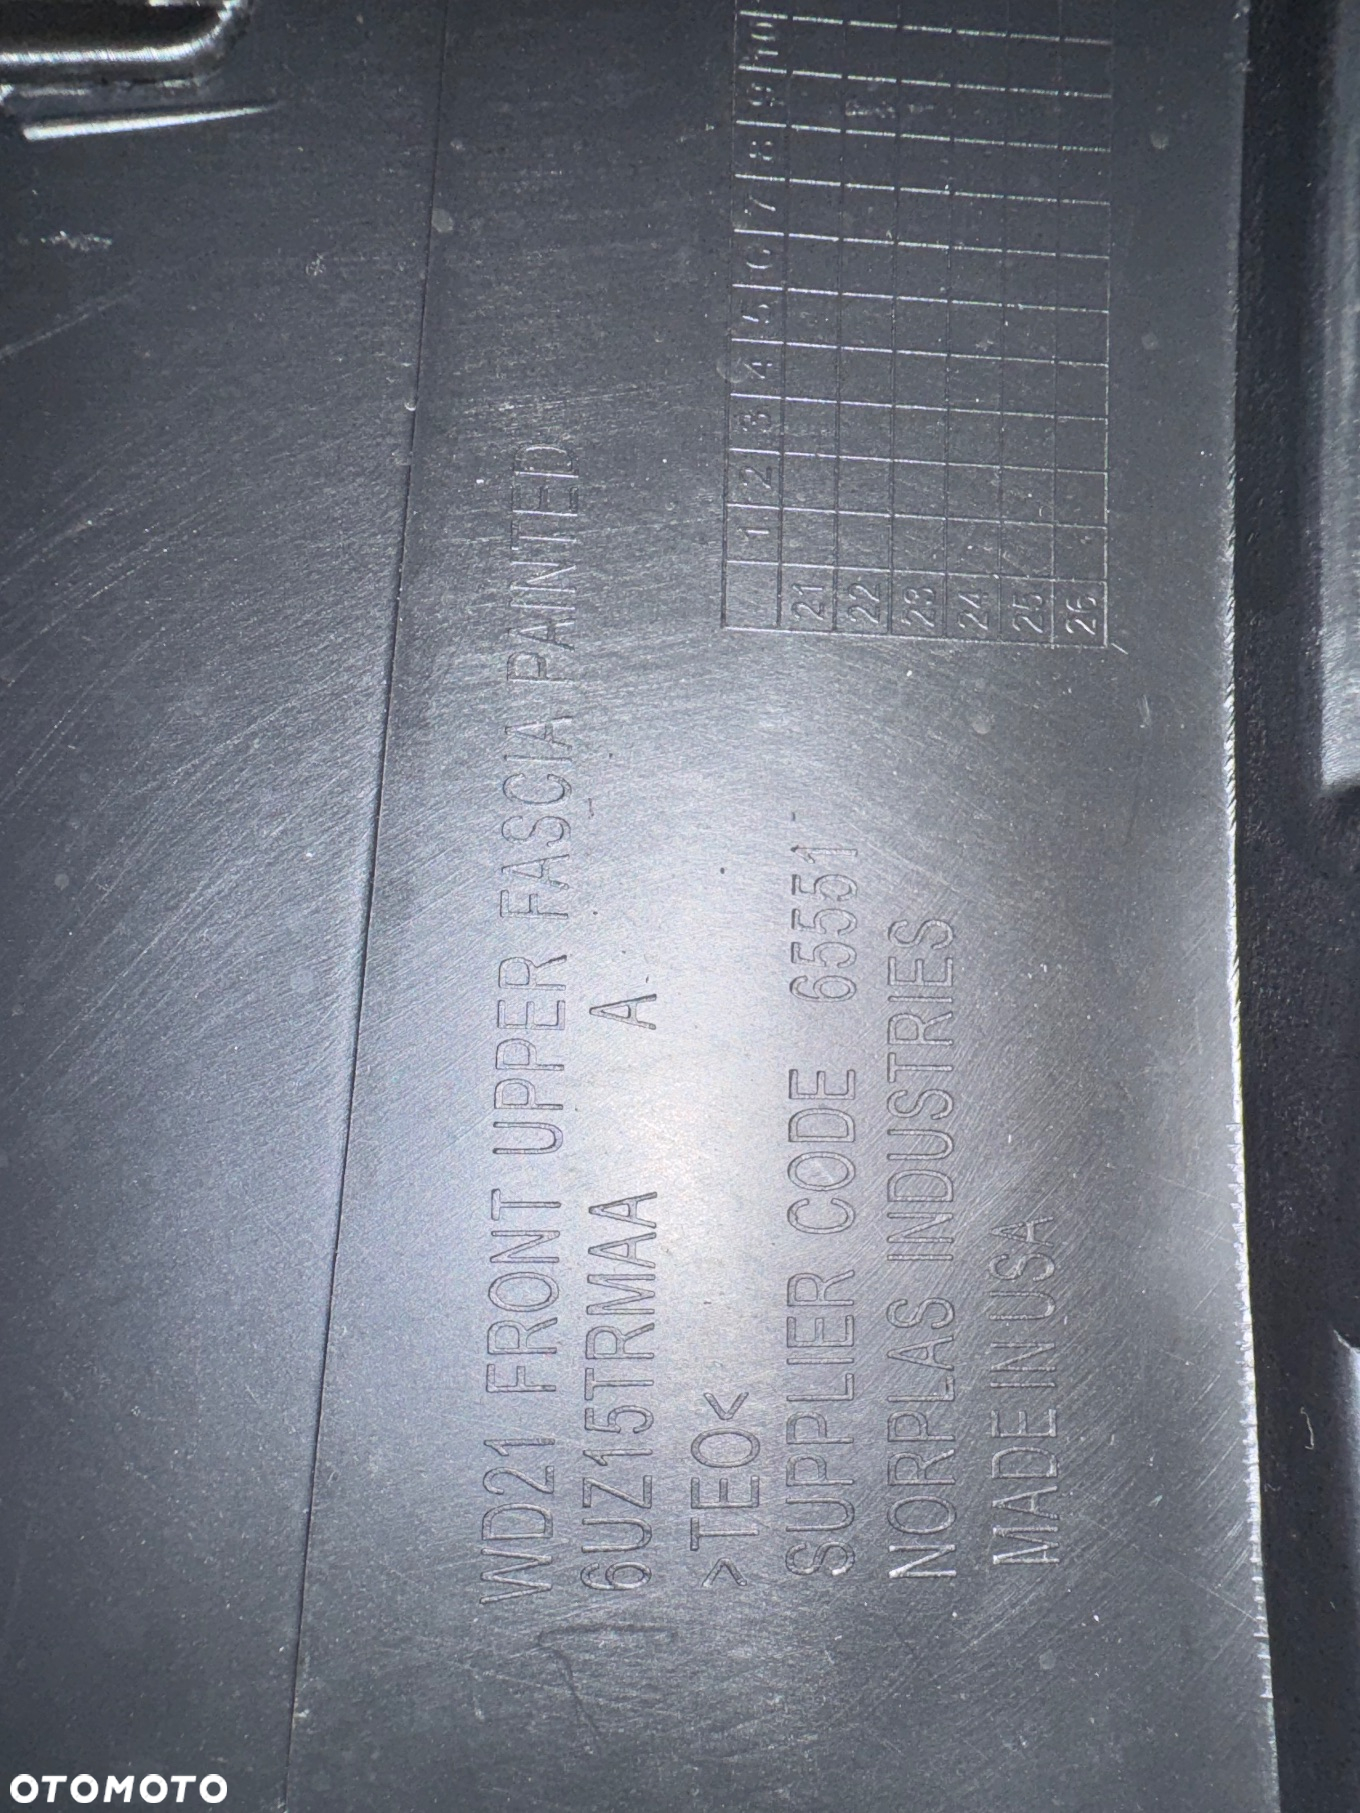 WD21 FRONT UPPER FASCIA PAINTED
6UZ15TRMAA A
>TEO<
SUPPLIER CODE 65551
NORPLAS INDUSTRIES
MADE IN USA
1 2 3 4 5 6 7 8 9 10
21
22
23
24
25
26
OTOMOTO